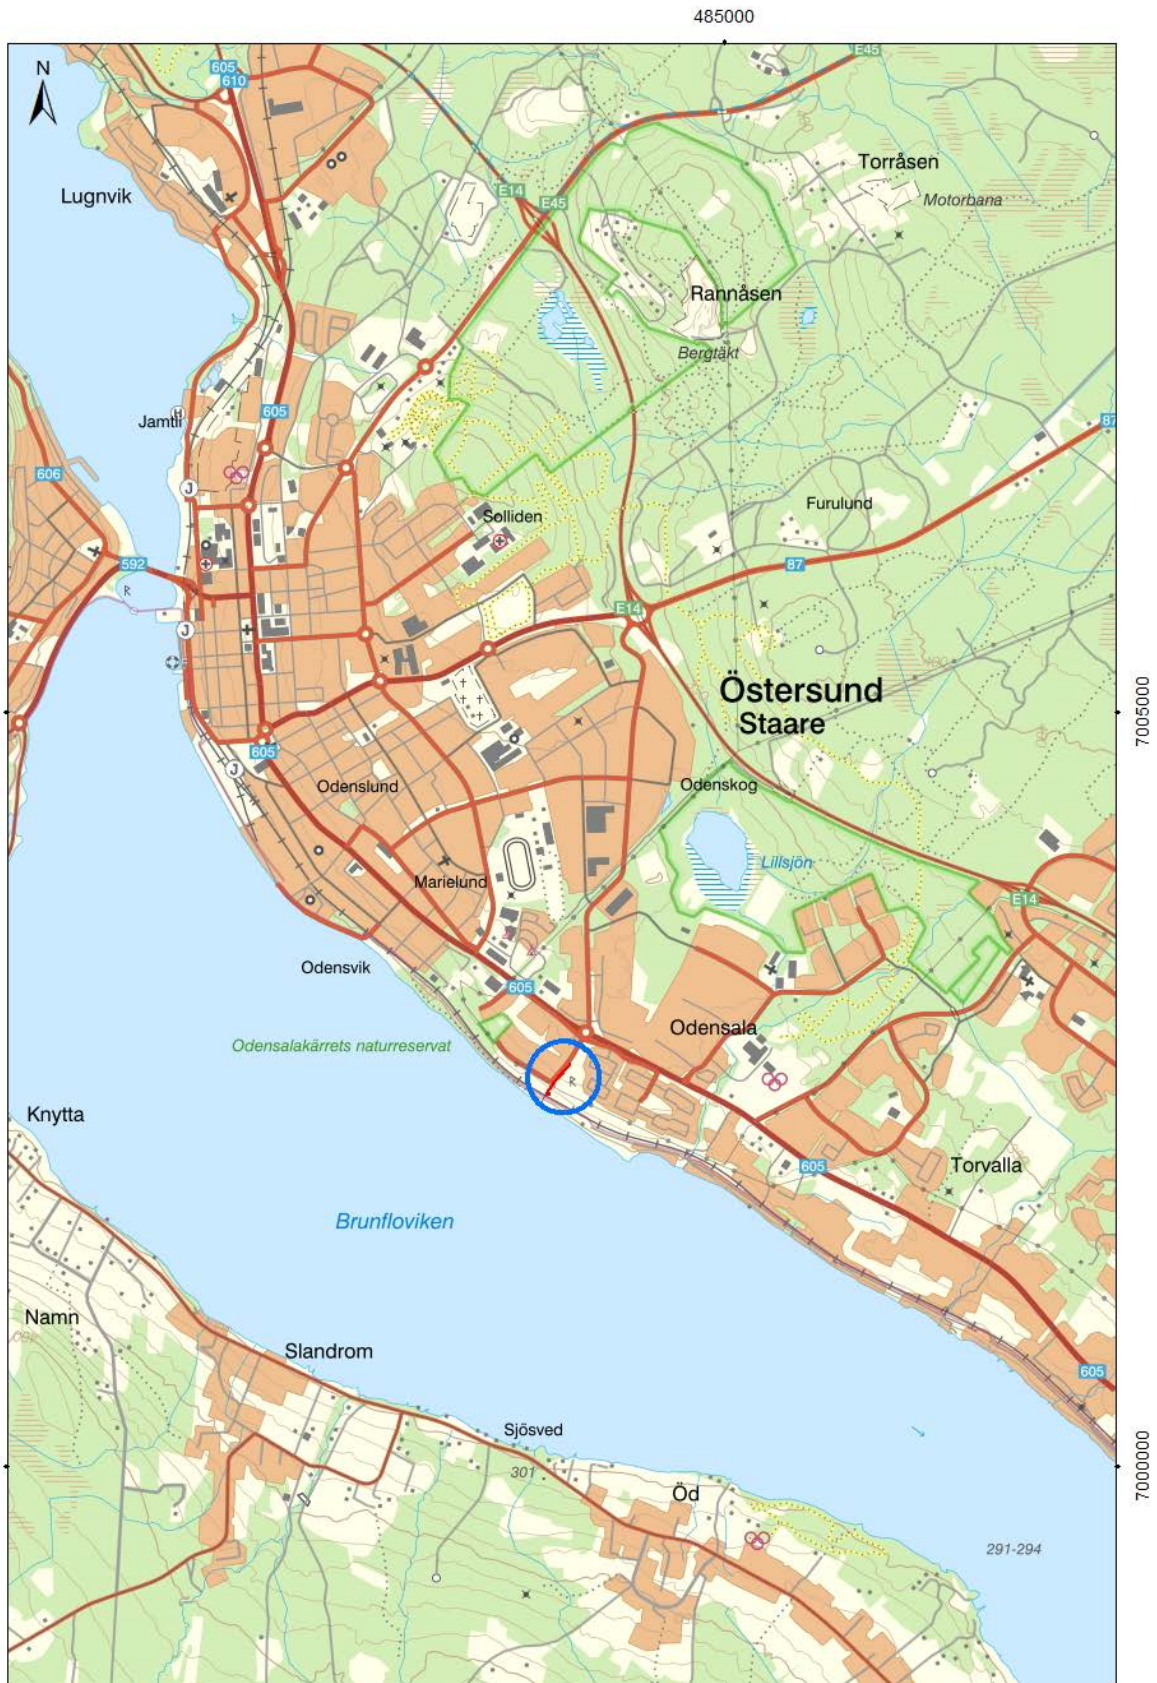 485000
N
605
610
E45
Lugnvik
E14
E45
Torråsen
Motorbana
Rannåsen
Bergtäkt
Jamtli
H
605
87
606
J
Solliden
Furulund
592
R
87
E14
J
Östersund
Staare
7005000
605
J
Odenslund
Odenskog
Lillsjön
Marielund
E14
Odensvik
605
Odensala
Odensalakärrets naturreservat
R
Knytta
605
Torvalla
Brunfloviken
Namn
Slandrom
605
Sjösved
301
Öd
7000000
291-294